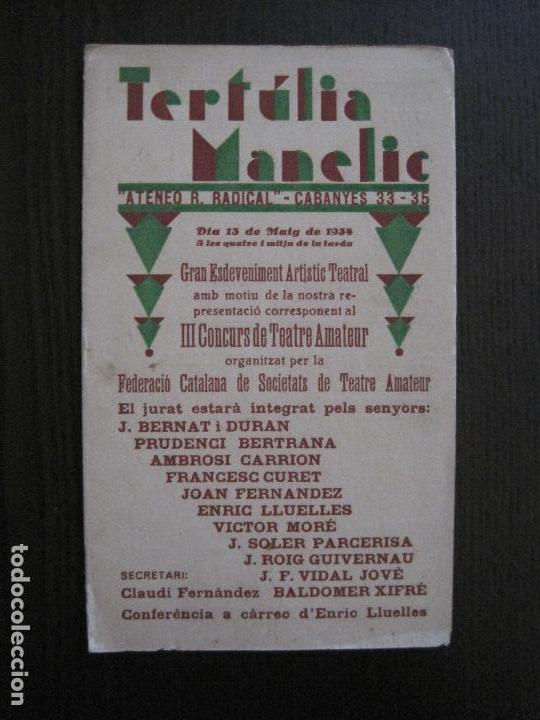 Tertúlia
Manelic
"ATENEO R. RADICAL" - CABANYES 33 - 35
Dia 13 de Maig de 1934
A les quatre i mitja de la tarda
Gran Esdeveniment Artistic Teatral
amb motiu de la nostra re-
presentació corresponent al
III Concurs de Teatre Amateur
organitzat per la
Federació Catalana de Societats de Teatre Amateur
El jurat estarà integrat pels senyors:
J. BERNAT i DURAN
PRUDENCI BERTRANA
AMBROSI CARRION
FRANCESC CURET
JOAN FERNANDEZ
ENRIC LLUELLES
VICTOR MORÉ
J. SOLER PARCERISA
J. ROIG GUIVERNAU
SECRETARI: J. F. VIDAL JOVÉ
Claudi Fernández BALDOMER XIFRÉ
Conferència a càrrec d'Enric Lluelles
todocoleccion